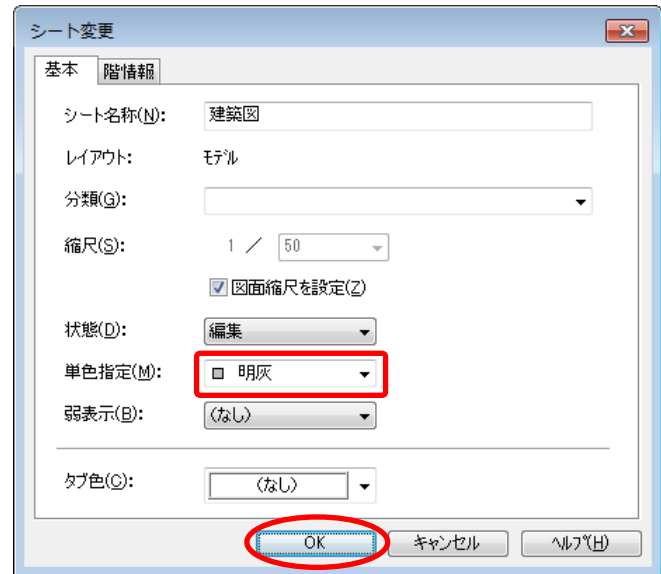 シート変更
基本 階情報
シート名称(N): 建築図
レイアウト: ﾓﾃﾞﾙ
分類(G):
縮尺(S): 1 ／ 50
図面縮尺を設定(Z)
状態(D): 編集
単色指定(M): 明灰
弱表示(B): (なし)
タブ色(C): (なし)
OK キャンセル ﾍﾙﾌﾟ(H)